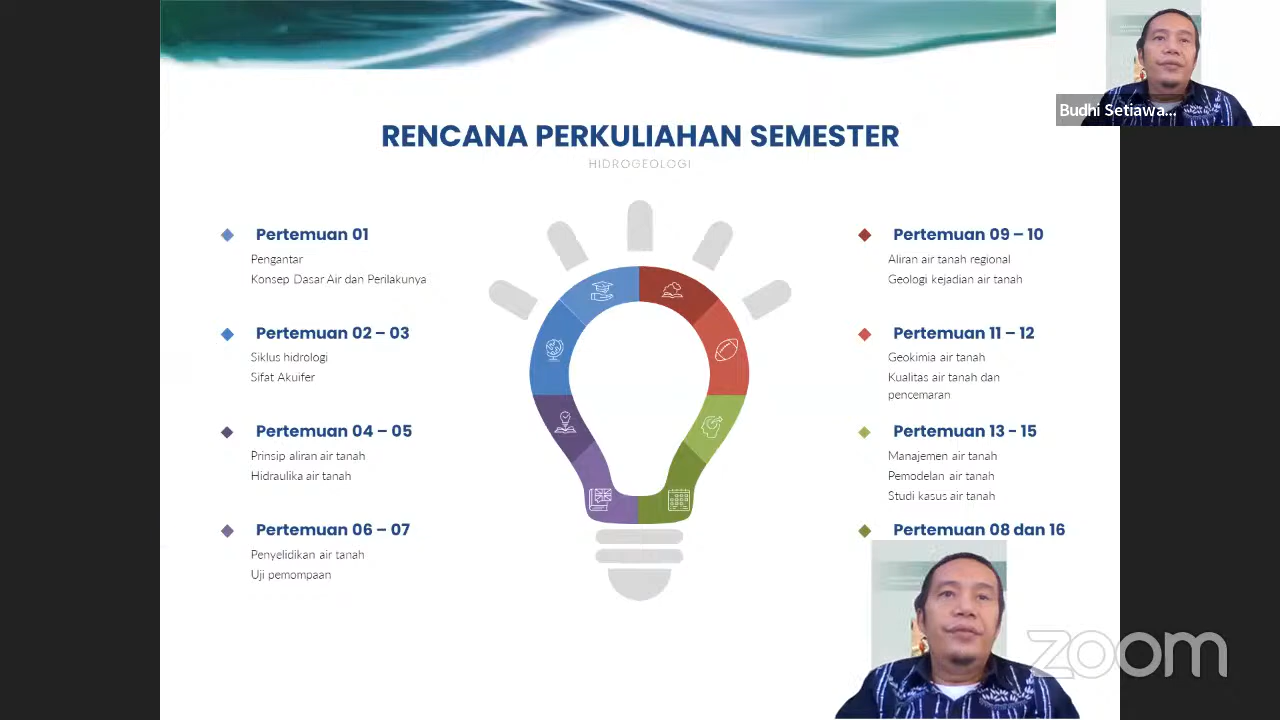 RENCANA PERKULIAHAN SEMESTER
HIDROGEOLOGI
Pertemuan 01
Pengantar
Konsep Dasar Air dan Perilakunya
Pertemuan 02 – 03
Siklus hidrologi
Sifat Akuifer
Pertemuan 04 – 05
Prinsip aliran air tanah
Hidraulika air tanah
Pertemuan 06 – 07
Penyelidikan air tanah
Uji pemompaan
Pertemuan 09 – 10
Aliran air tanah regional
Geologi kejadian air tanah
Pertemuan 11 – 12
Geokimia air tanah
Kualitas air tanah dan
pencemaran
Pertemuan 13 - 15
Manajemen air tanah
Pemodelan air tanah
Studi kasus air tanah
Pertemuan 08 dan 16
Budhi Setiawa...
zoom